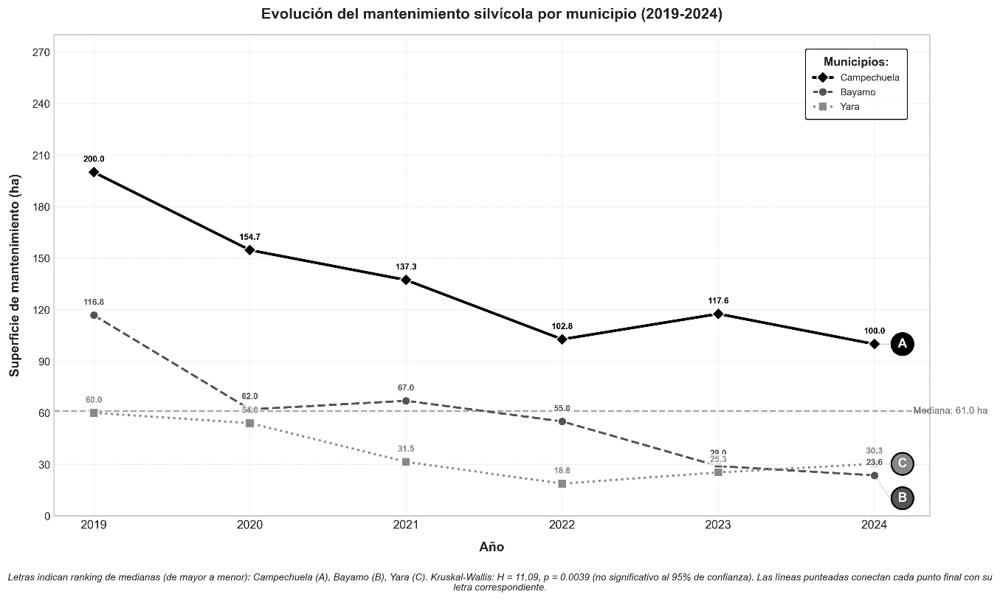 Evolución del mantenimiento silvícola por municipio (2019-2024)
Municipios:
Campechuela
Bayamo
Yara
Superficie de mantenimiento (ha)
270
240
210
180
150
120
90
60
30
0
200.0
154.7
137.3
102.8
117.6
100.0
A
116.8
62.0
67.0
55.0
29.0
23.6
B
60.0
54.0
31.5
18.8
25.3
30.3
C
Mediana: 61.0 ha
2019 2020 2021 2022 2023 2024
Año
Letras indican ranking de medianas (de mayor a menor): Campechuela (A), Bayamo (B), Yara (C). Kruskal-Wallis: H = 11.09, p = 0.0039 (no significativo al 95% de confianza). Las líneas punteadas conectan cada punto final con su
letra correspondiente.